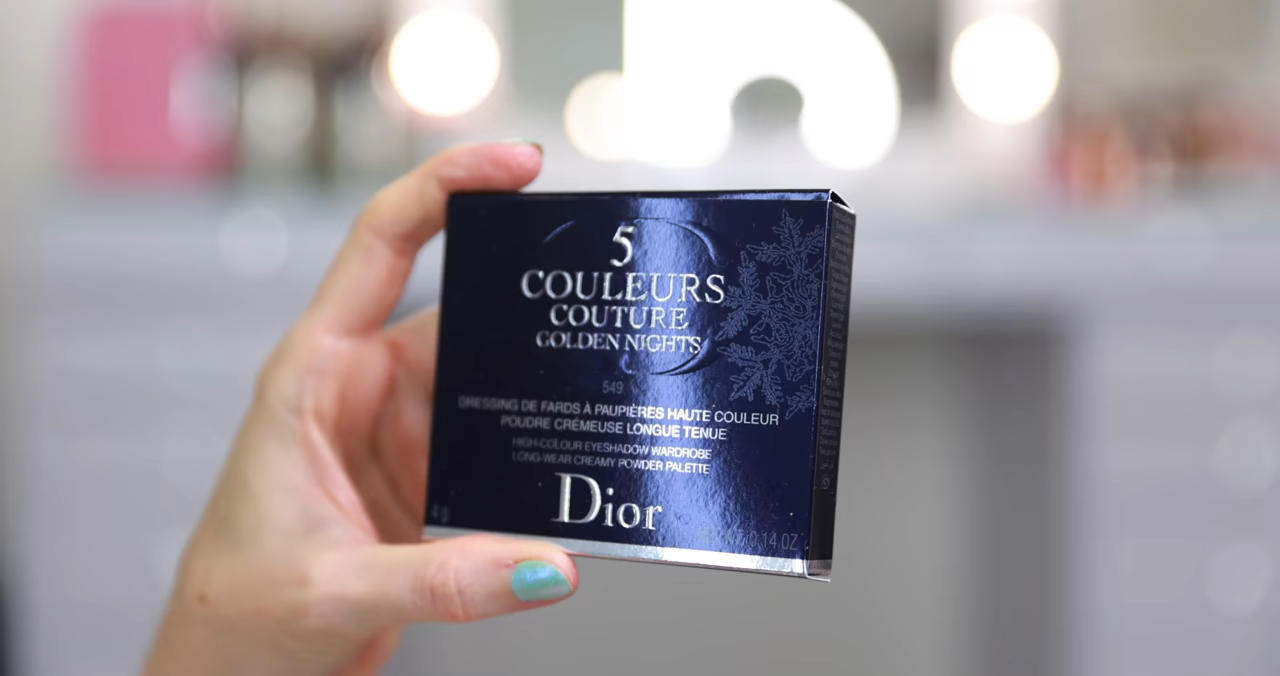 5
COULEURS
COUTURE
GOLDEN NIGHTS
549
DRESSING DE FARDS À PAUPIÈRES HAUTE COULEUR
POUDRE CRÉMEUSE LONGUE TENUE
HIGH-COLOUR EYESHADOW WARDROBE
LONG-WEAR CREAMY POWDER PALETTE
Dior
4 g
0.14 OZ